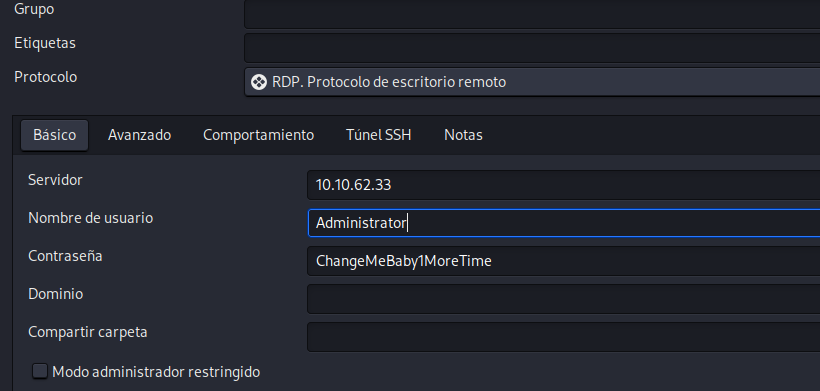 Grupo
Etiquetas
Protocolo RDP. Protocolo de escritorio remoto
Básico Avanzado Comportamiento Túnel SSH Notas
Servidor 10.10.62.33
Nombre de usuario Administrator
Contraseña ChangeMeBaby1MoreTime
Dominio
Compartir carpeta
Modo administrador restringido